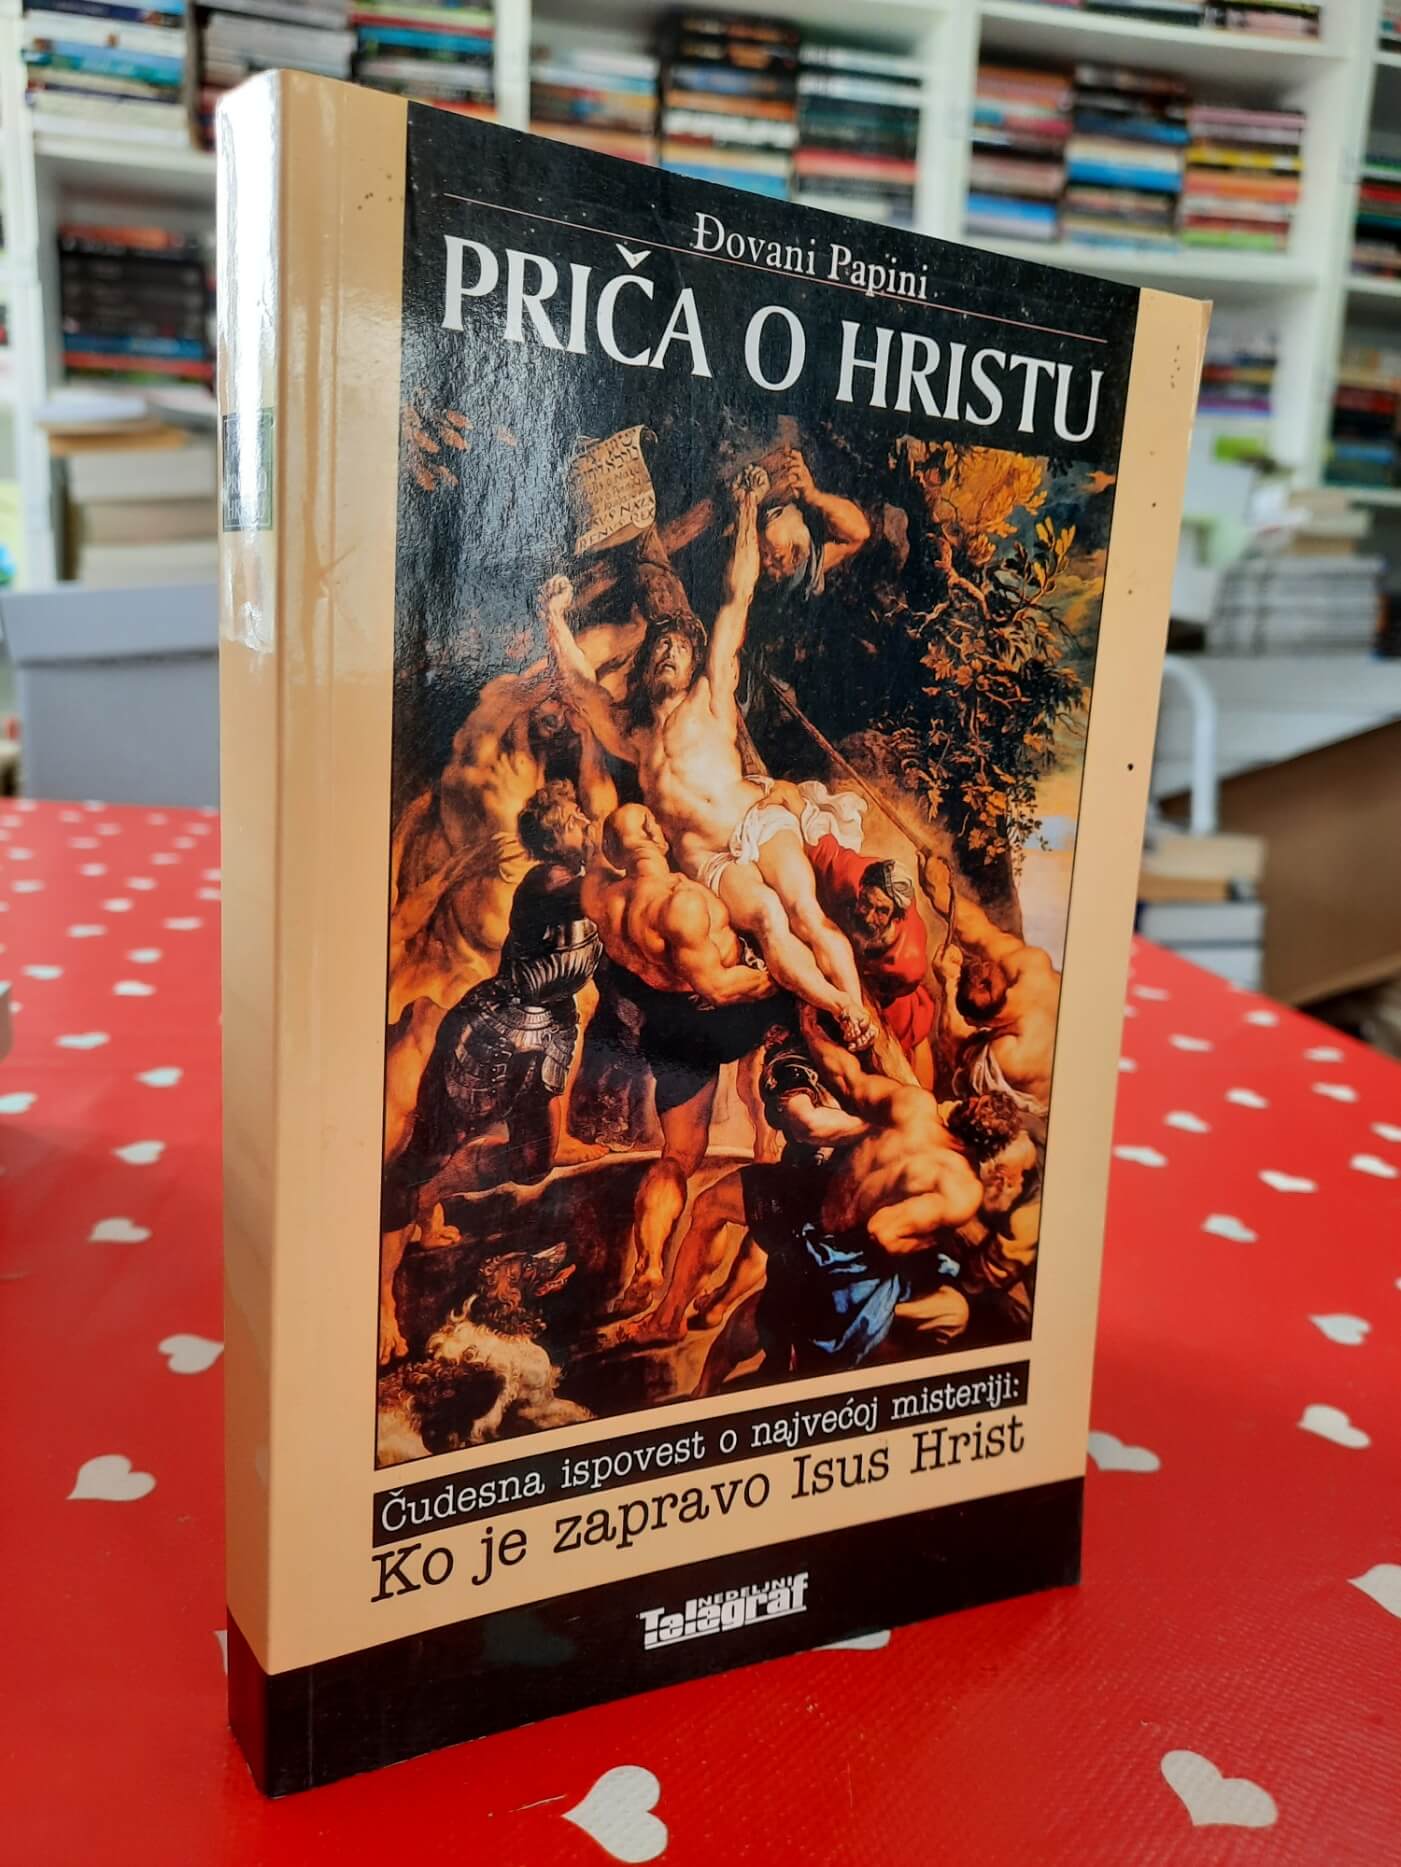 Đovani Papini
PRIČA O HRISTU
Čudesna ispovest o najvećoj misteriji:
Ko je zapravo Isus Hrist
NEDELJNI
Telegraf